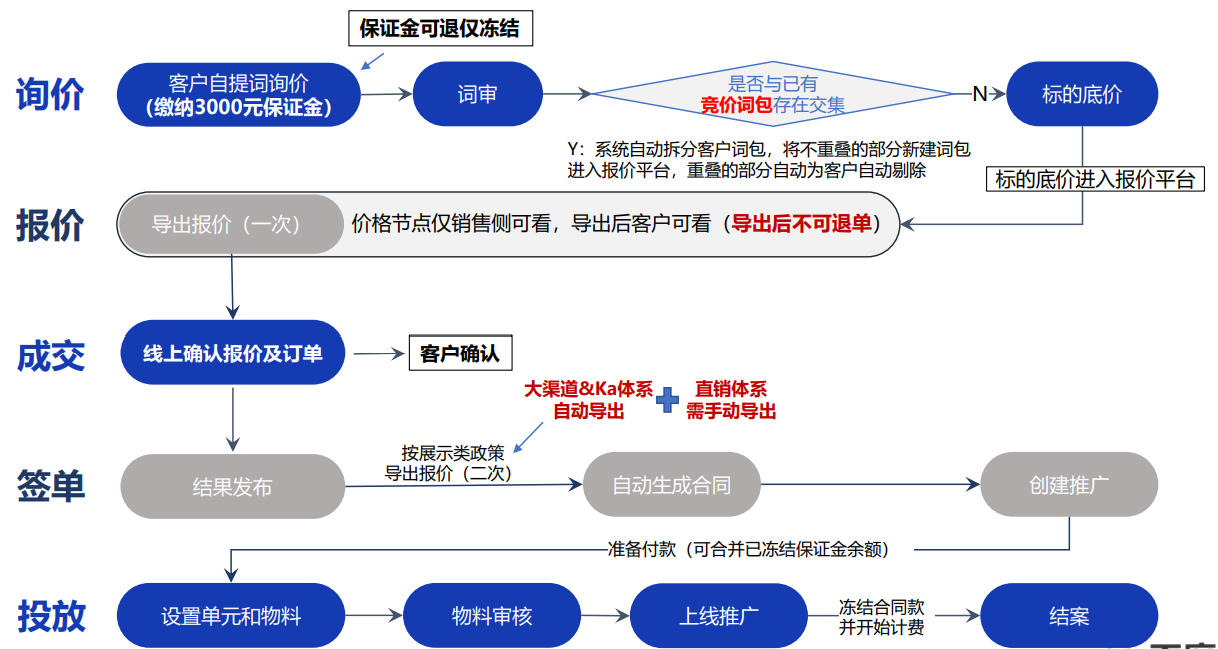 保证金可退仅冻结
询价
客户自提词询价
（缴纳3000元保证金）
词审
是否与已有
竞价词包存在交集
N
标的底价
Y：系统自动拆分客户词包，将不重叠的部分新建词包
进入报价平台，重叠的部分自动为客户自动剔除
标的底价进入报价平台
报价
导出报价（一次）
价格节点仅销售侧可看，导出后客户可看（导出后不可退单）
成交
线上确认报价及订单
客户确认
大渠道&Ka体系
自动导出
直销体系
需手动导出
签单
结果发布
按展示类政策
导出报价（二次）
自动生成合同
创建推广
准备付款（可合并已冻结保证金余额）
投放
设置单元和物料
物料审核
上线推广
冻结合同款
并开始计费
结案